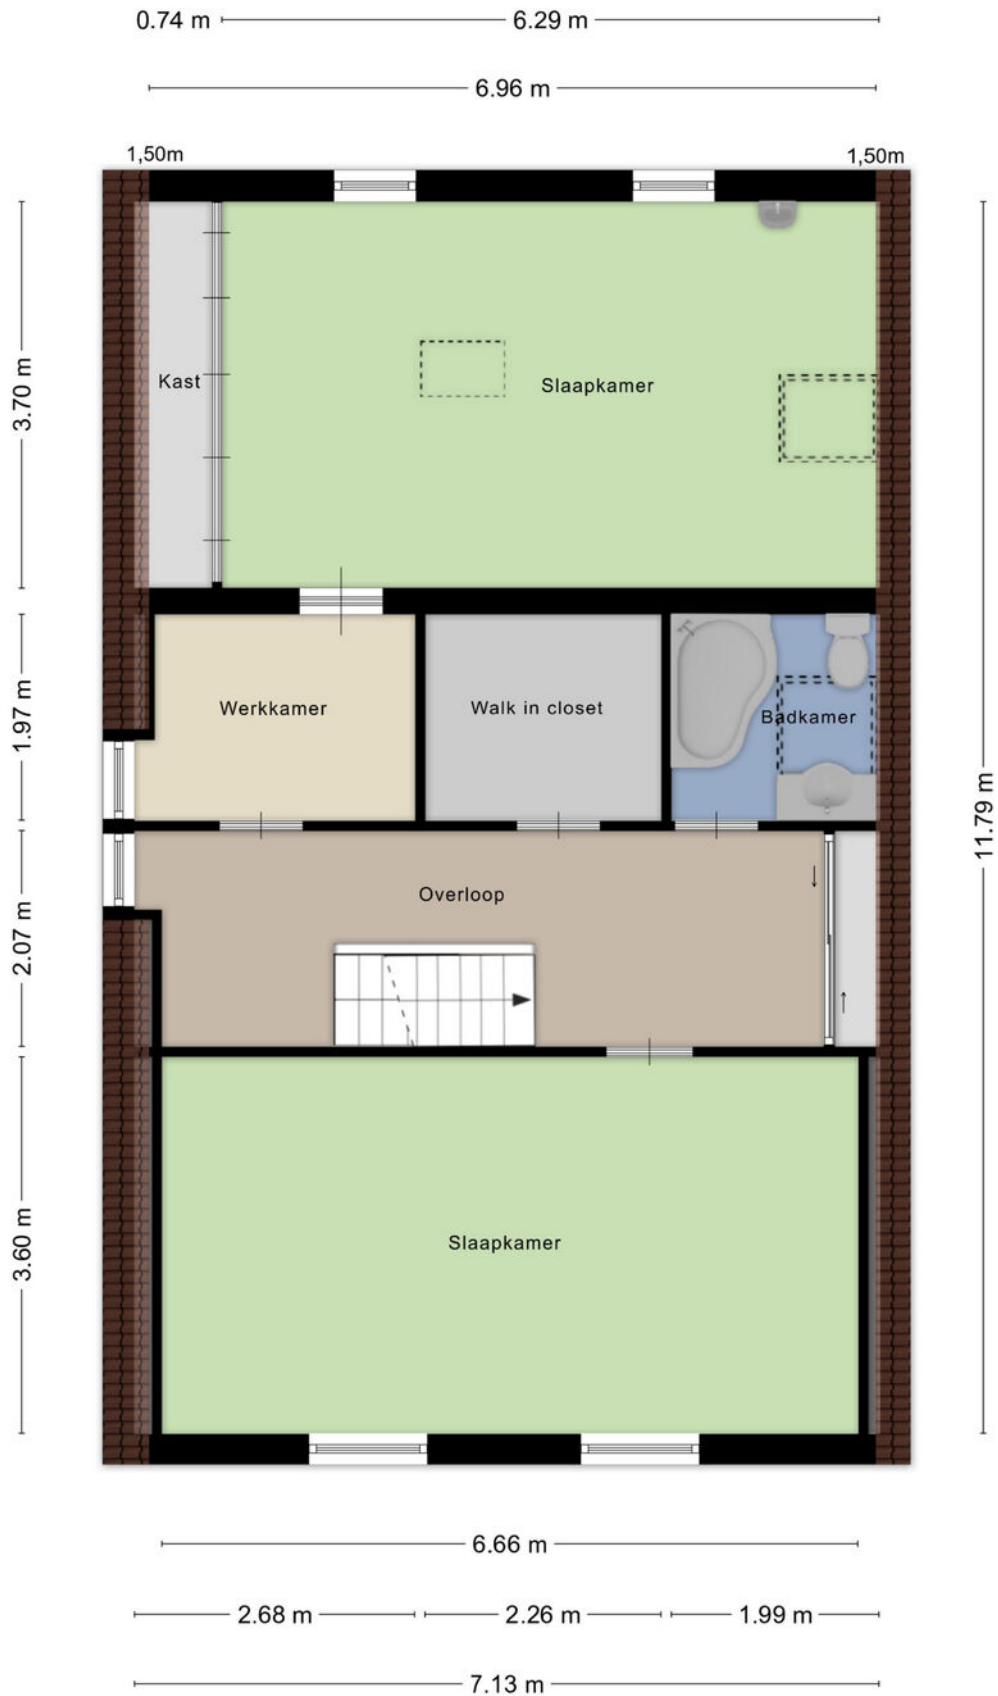 0.74 m
6.29 m
6.96 m
1,50m
1,50m
3.70 m
Kast
Slaapkamer
1.97 m
Werkkamer
Walk in closet
Badkamer
11.79 m
2.07 m
Overloop
3.60 m
Slaapkamer
6.66 m
2.68 m
2.26 m
1.99 m
7.13 m